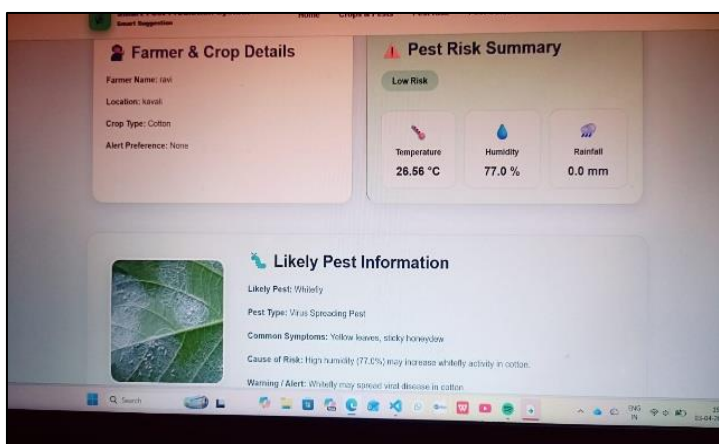 Smart Suggestion
Home
Farmer & Crop Details
Farmer Name: ravi
Location: kavali
Crop Type: Cotton
Alert Preference: None
Pest Risk Summary
Low Risk
Temperature
26.56 °C
Humidity
77.0 %
Rainfall
0.0 mm
Likely Pest Information
Likely Pest: Whitefly
Pest Type: Virus Spreading Pest
Common Symptoms: Yellow leaves, sticky honeydew
Cause of Risk: High humidity (77.0%) may increase whitefly activity in cotton.
Warning / Alert: Whitefly may spread viral disease in cotton
Search
ENG
IN